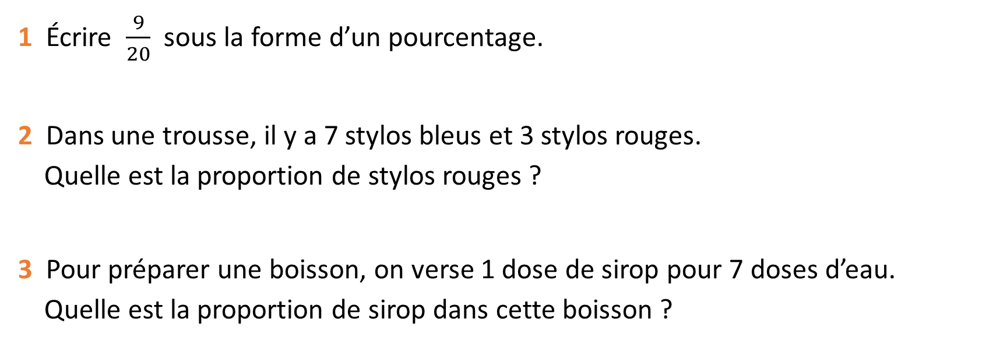 1 Écrire 9/20 sous la forme d’un pourcentage.
2 Dans une trousse, il y a 7 stylos bleus et 3 stylos rouges.
Quelle est la proportion de stylos rouges ?
3 Pour préparer une boisson, on verse 1 dose de sirop pour 7 doses d’eau.
Quelle est la proportion de sirop dans cette boisson ?